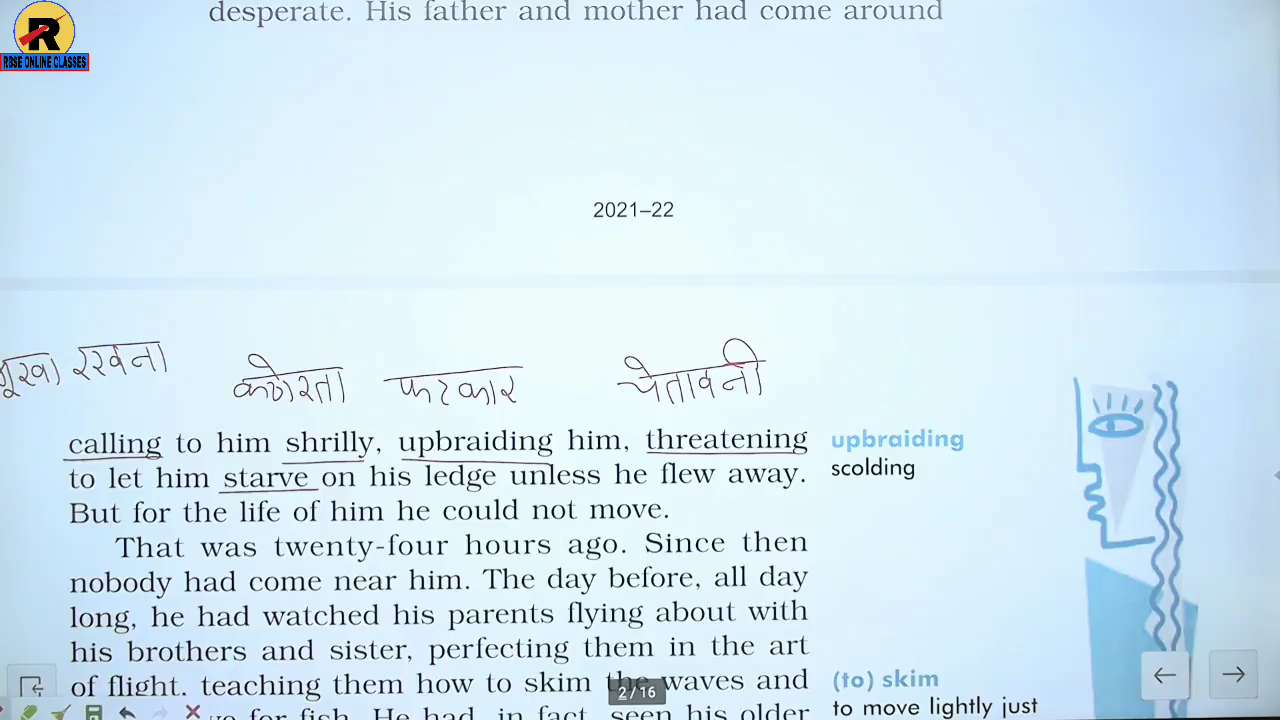 desperate. His father and mother had come around
R
RBSE ONLINE CLASSES
2021–22
रखना
कठोरता फटकार चेतावनी
calling to him shrilly, upbraiding him, threatening
to let him starve on his ledge unless he flew away.
But for the life of him he could not move.
upbraiding
scolding
That was twenty-four hours ago. Since then
nobody had come near him. The day before, all day
long, he had watched his parents flying about with
his brothers and sister, perfecting them in the art
of flight, teaching them how to skim the waves and
for fish. He had, in fact, seen his older
(to) skim
to move lightly just
2/16